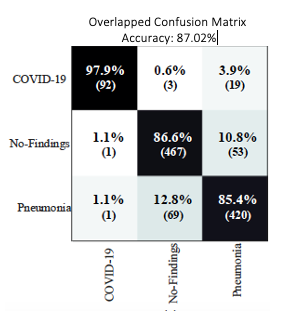 Overlapped Confusion Matrix
Accuracy: 87.02%
COVID-19 97.9% 0.6% 3.9%
(92) (3) (19)
No-Findings 1.1% 86.6% 10.8%
(1) (467) (53)
Pneumonia 1.1% 12.8% 85.4%
(1) (69) (420)
COVID-19 No-Findings Pneumonia